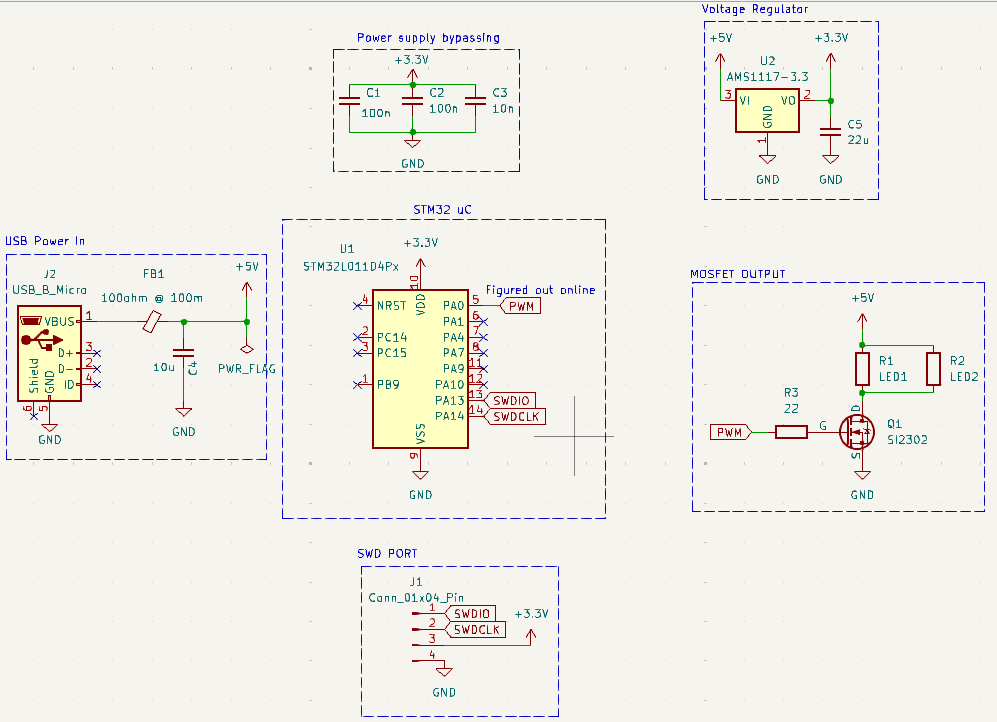 Voltage Regulator
+5V
+3.3V
U2
AMS1117-3.3
3
VI
VO
2
GND
1
C5
22u
GND
GND
Power supply bypassing
+3.3V
C1
100n
C2
100n
C3
10n
GND
USB Power In
J2
USB_B_Micro
FB1
100ohm @ 100m
+5V
VBUS
1
D+
3
D-
2
ID
4
Shield
GND
6
5
GND
10u
C4
GND
PWR_FLAG
STM32 uC
U1
STM32L011D4Px
+3.3V
10
VDD
Figured out online
4
NRST
2
PC14
3
PC15
1
PB9
PA0
5
PWM
PA1
6
PA4
7
PA7
8
PA9
11
PA10
12
PA13
13
SWDIO
PA14
14
SWDCLK
VSS
9
GND
MOSFET OUTPUT
+5V
R1
LED1
R2
LED2
R3
22
PWM
G
D
S
Q1
SI2302
GND
SWD PORT
J1
Conn_01x04_Pin
1
SWDIO
2
SWDCLK
3
+3.3V
4
GND